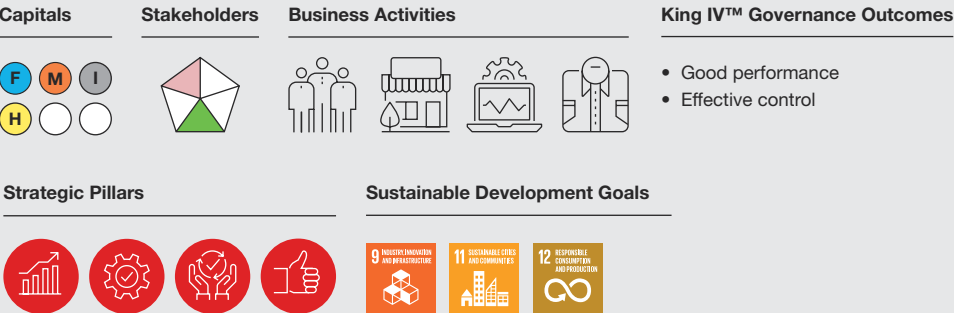 Capitals
Stakeholders
Business Activities
King IV™ Governance Outcomes
F M I
H
• Good performance
• Effective control
Strategic Pillars
Sustainable Development Goals
9 INDUSTRY, INNOVATION
AND INFRASTRUCTURE
11 SUSTAINABLE CITIES
AND COMMUNITIES
12 RESPONSIBLE
CONSUMPTION
AND PRODUCTION